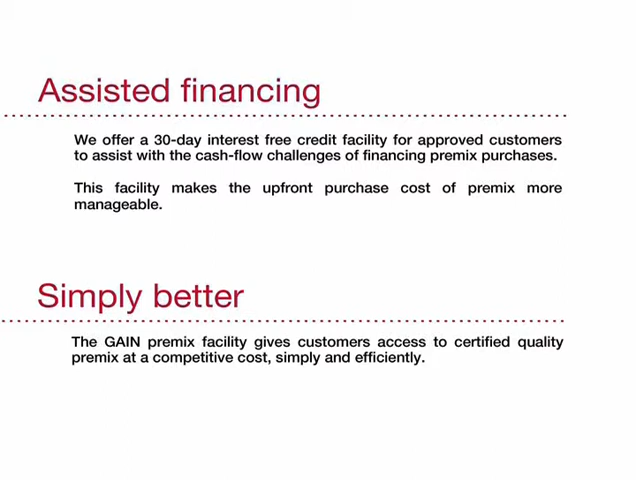 Assisted financing
We offer a 30-day interest free credit facility for approved customers
to assist with the cash-flow challenges of financing premix purchases.
This facility makes the upfront purchase cost of premix more
manageable.
Simply better
The GAIN premix facility gives customers access to certified quality
premix at a competitive cost, simply and efficiently.